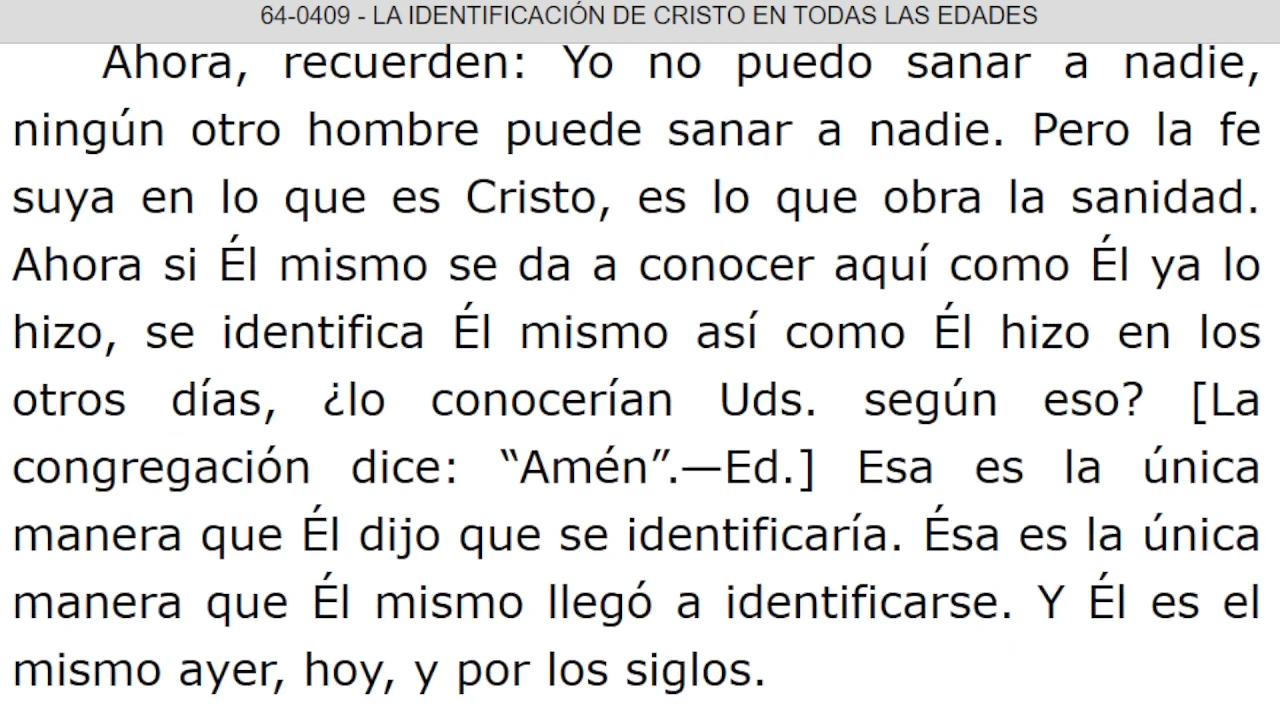 64-0409 - LA IDENTIFICACIÓN DE CRISTO EN TODAS LAS EDADES
Ahora, recuerden: Yo no puedo sanar a nadie,
ningún otro hombre puede sanar a nadie. Pero la fe
suya en lo que es Cristo, es lo que obra la sanidad.
Ahora si Él mismo se da a conocer aquí como Él ya lo
hizo, se identifica Él mismo así como Él hizo en los
otros días, ¿lo conocerían Uds. según eso? [La
congregación dice: “Amén”.—Ed.] Esa es la única
manera que Él dijo que se identificaría. Ésa es la única
manera que Él mismo llegó a identificarse. Y Él es el
mismo ayer, hoy, y por los siglos.